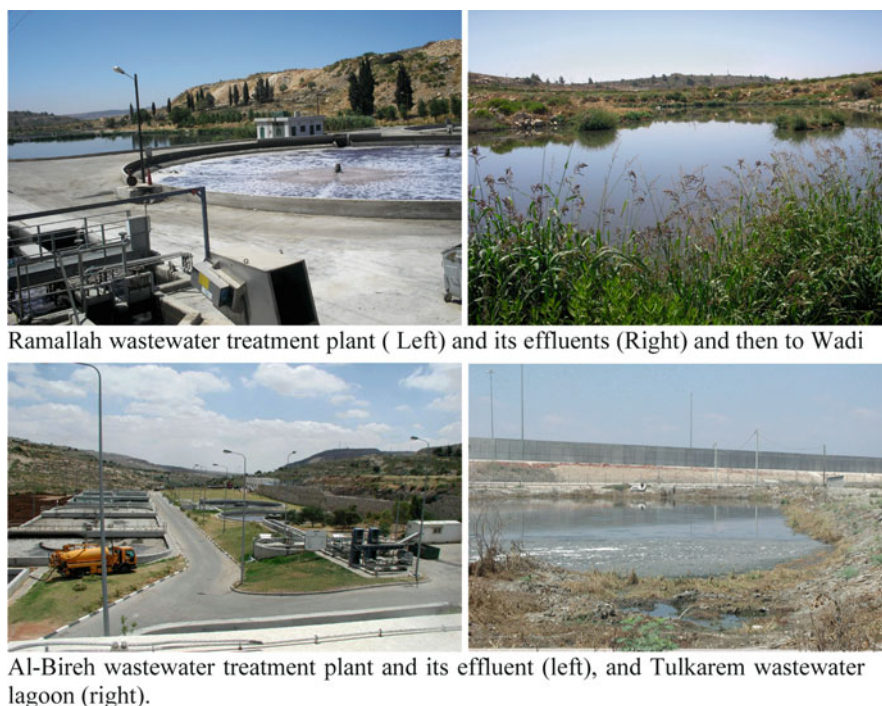 Ramallah wastewater treatment plant ( Left) and its effluents (Right) and then to Wadi
Al-Bireh wastewater treatment plant and its effluent (left), and Tulkarem wastewater
lagoon (right).